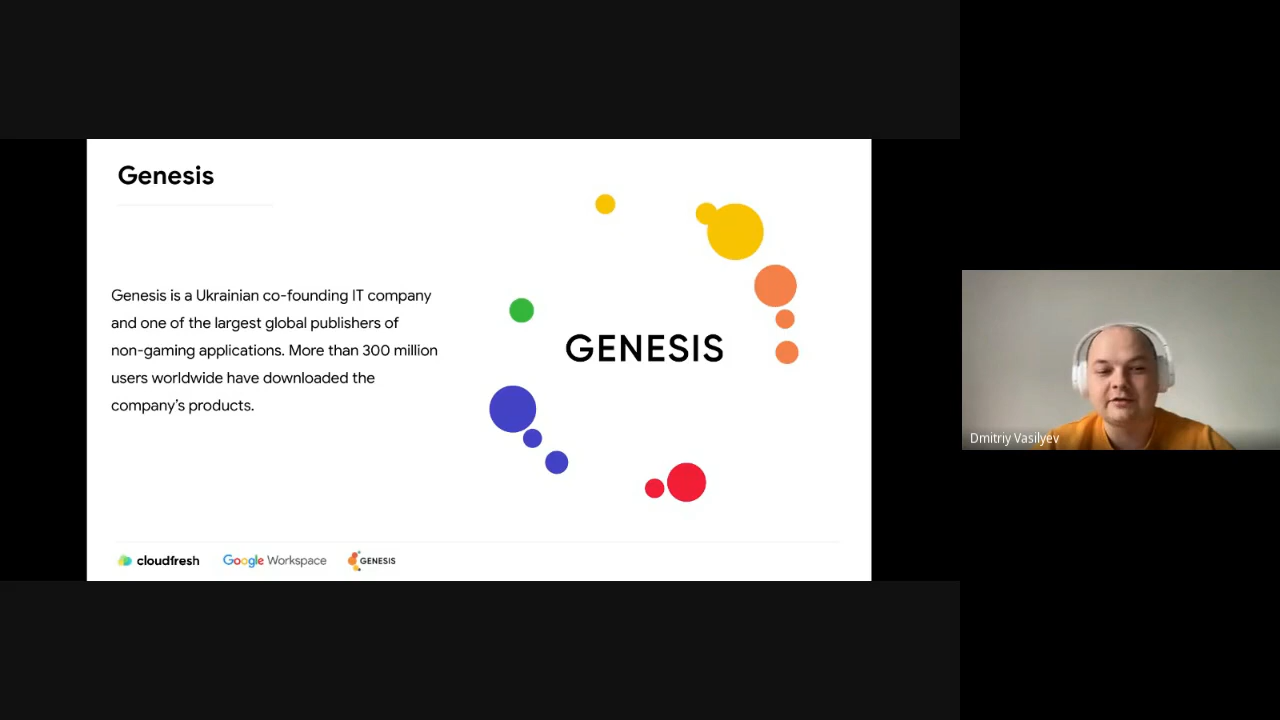 Genesis
Genesis is a Ukrainian co-founding IT company
and one of the largest global publishers of
non-gaming applications. More than 300 million
users worldwide have downloaded the
company’s products.
GENESIS
cloudfresh
Google Workspace
GENESIS
Dmitriy Vasilyev